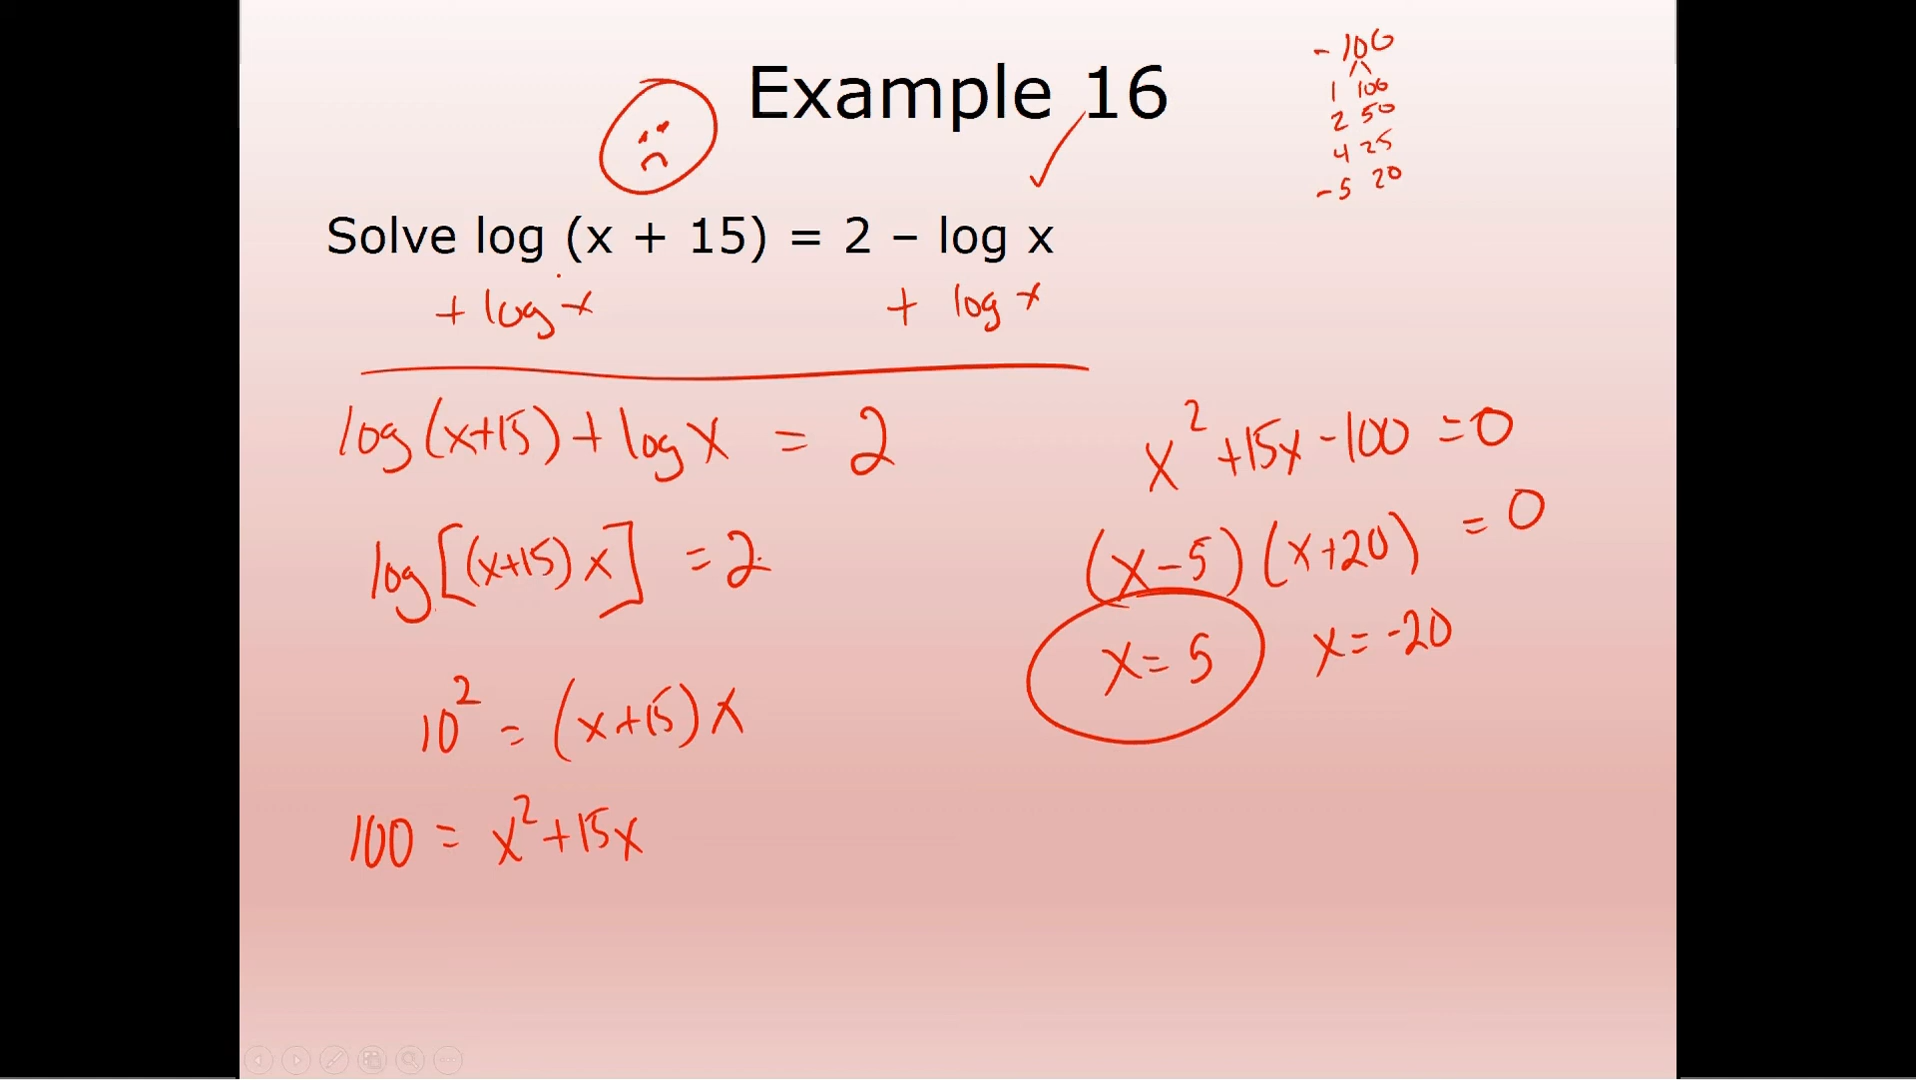 Example 16
- 100
1 100
2 50
4 25
-5 20
Solve log (x + 15) = 2 – log x
+ log x + log x
log(x+15) + log x = 2
log[(x+15)x] = 2
10² = (x+15)x
100 = x²+15x
x²+15x-100=0
(x-5)(x+20) = 0
x=5 x=-20